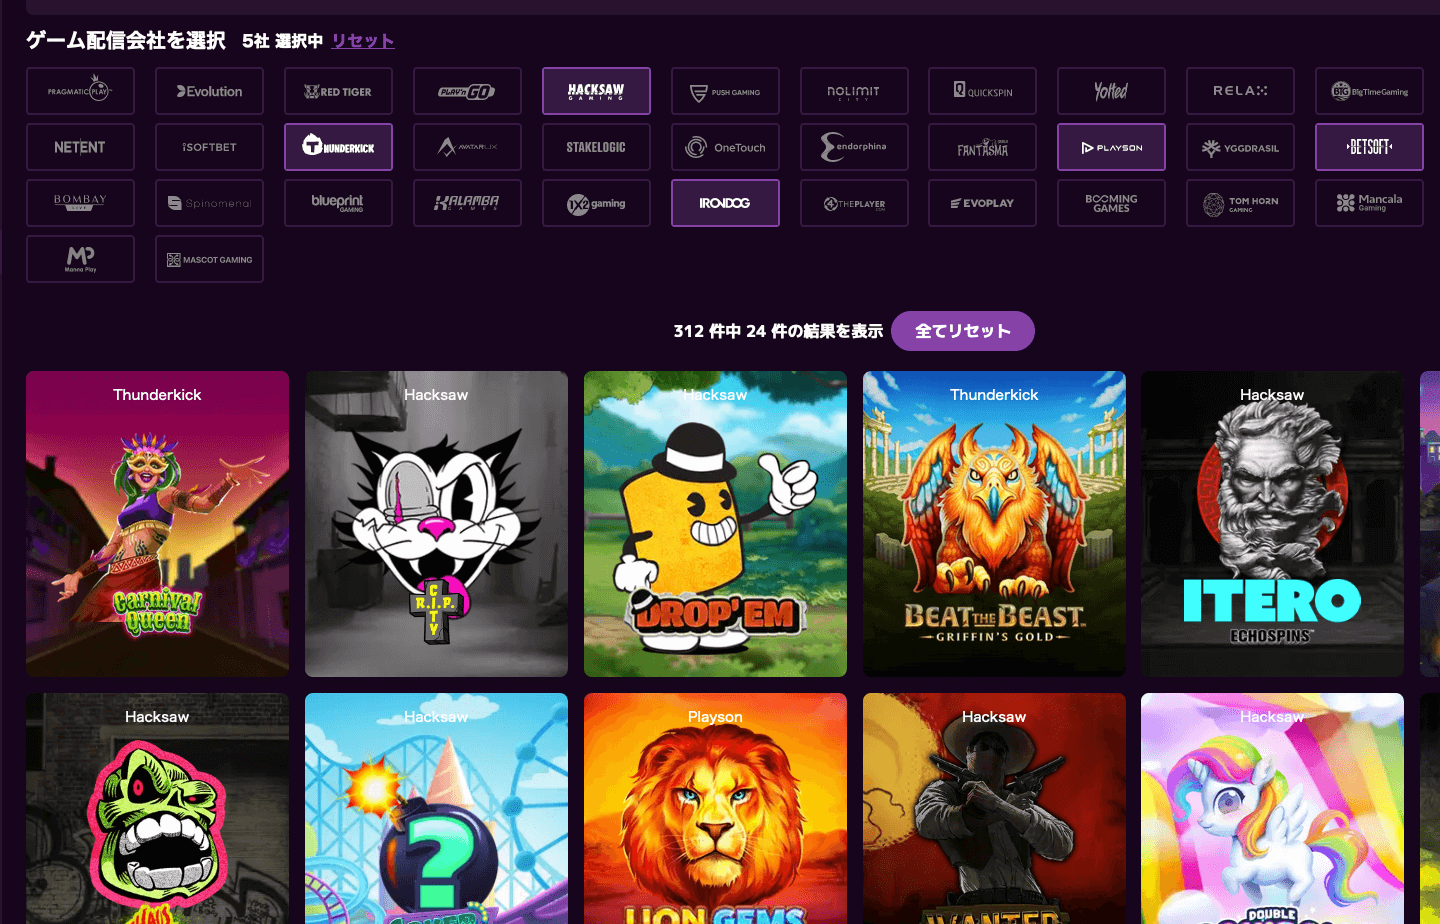 ゲーム配信会社を選択 5社 選択中 リセット
PRAGMATIC PLAY Evolution RED TIGER PLAY'n GO HACKSAW GAMING PUSH GAMING NOLIMIT CITY QUICKSPIN Yolted RELAX BIG BigTimeGaming
NETENT iSOFTBET THUNDERKICK AVATARUX STAKELOGIC OneTouch Endorphina FANTASMA PLAYSON YGGDRASIL BETSOFT
BOMBAY LIVE Spinomenal blueprint GAMING KALAMBA GAMES 1X2 gaming IRONDOG 4THEPLAYER EVOPLAY BOOMING GAMES TOM HORN GAMING Mancala Gaming
MP Manna Play MASCOT GAMING
312 件中 24 件の結果を表示 全てリセット
Thunderkick Hacksaw Hacksaw Thunderkick Hacksaw
Carnival Queen
R.I.P. CITY
DROP'EM
BEAT THE BEAST
GRIFFIN'S GOLD
ITERO
ECHOSPINS
Hacksaw Hacksaw Playson Hacksaw Hacksaw
?
LION GEMS
WANTED
DOUBLE